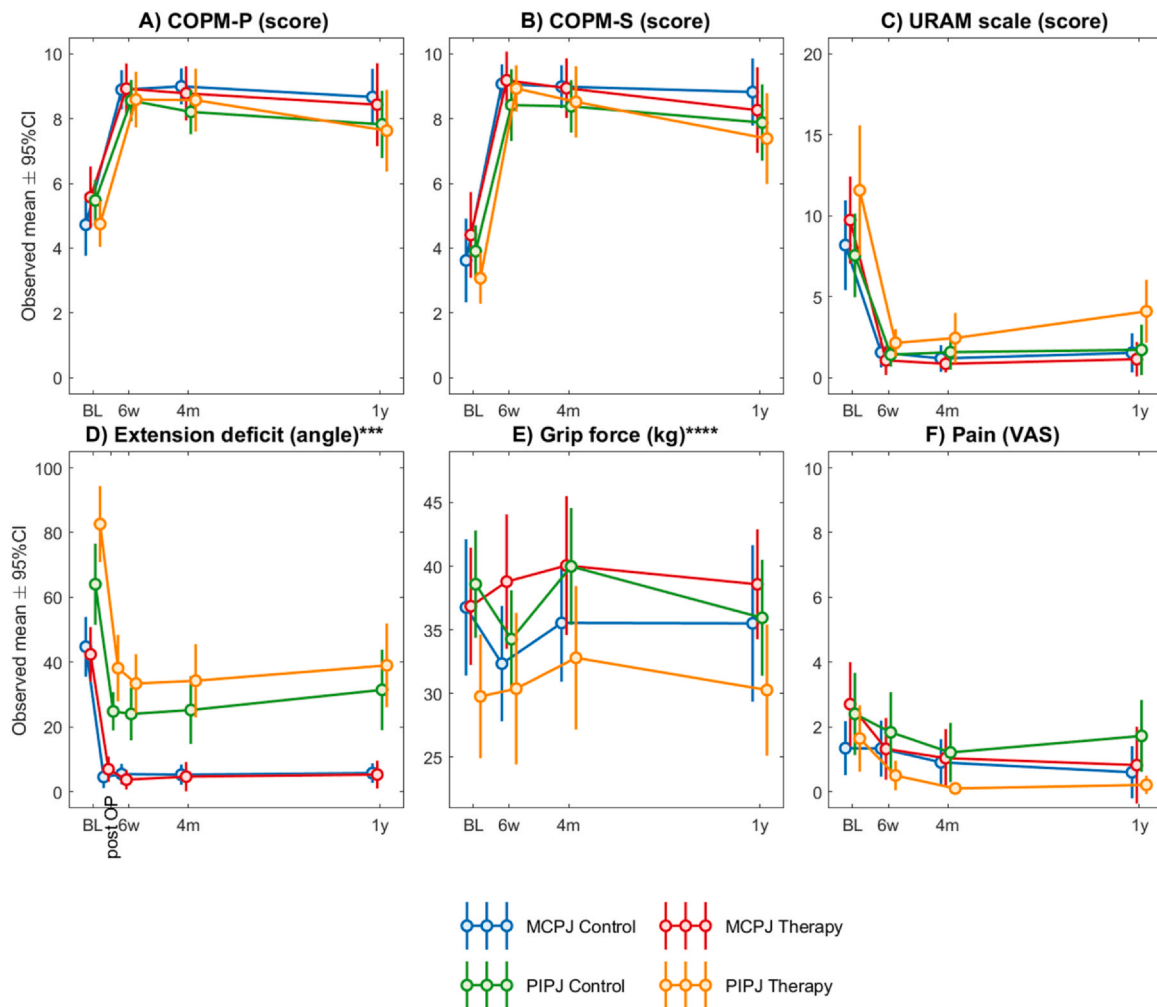 A) COPM-P (score)
B) COPM-S (score)
C) URAM scale (score)
Observed mean ± 95%CI
10
8
6
4
2
0
BL 6w 4m 1y
10
8
6
4
2
0
BL 6w 4m 1y
20
15
10
5
0
BL 6w 4m 1y
D) Extension deficit (angle)***
E) Grip force (kg)****
F) Pain (VAS)
Observed mean ± 95%CI
100
80
60
40
20
0
BL post OP 6w 4m 1y
45
40
35
30
25
BL 6w 4m 1y
10
8
6
4
2
0
BL 6w 4m 1y
MCPJ Control
MCPJ Therapy
PIPJ Control
PIPJ Therapy